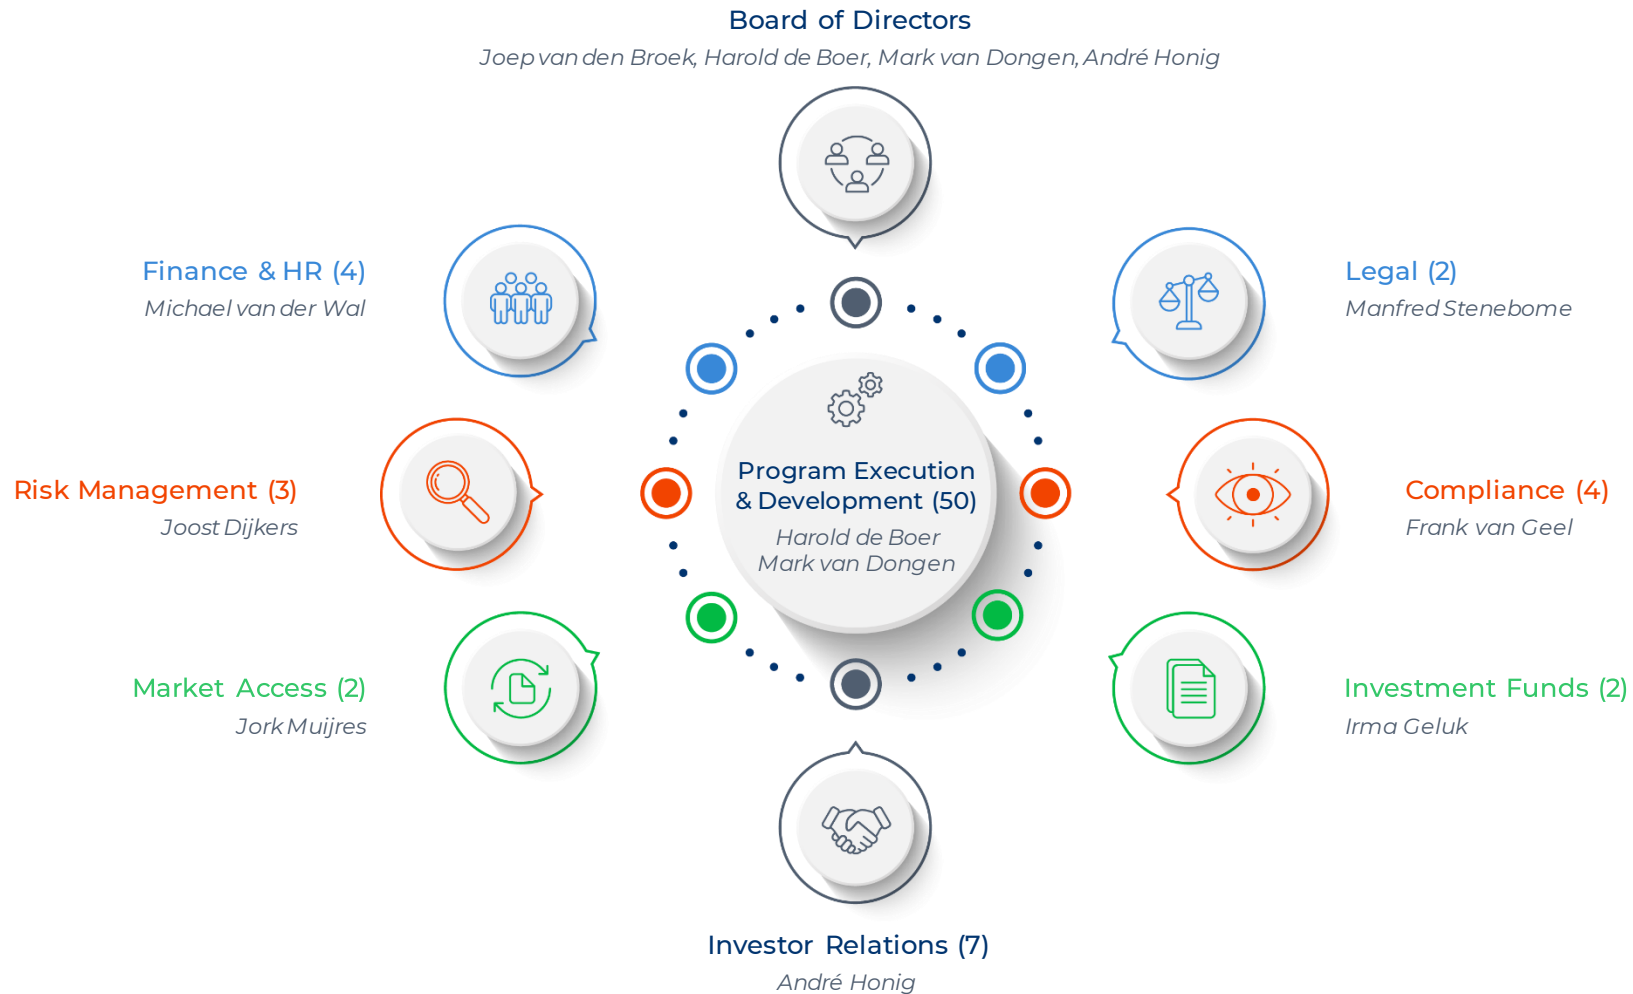 Board of Directors
Joep van den Broek, Harold de Boer, Mark van Dongen, André Honig
Finance & HR (4)
Michael van der Wal
Legal (2)
Manfred Stenebome
Risk Management (3)
Joost Dijkers
Program Execution
& Development (50)
Harold de Boer
Mark van Dongen
Compliance (4)
Frank van Geel
Market Access (2)
Jork Muijres
Investment Funds (2)
Irma Geluk
Investor Relations (7)
André Honig